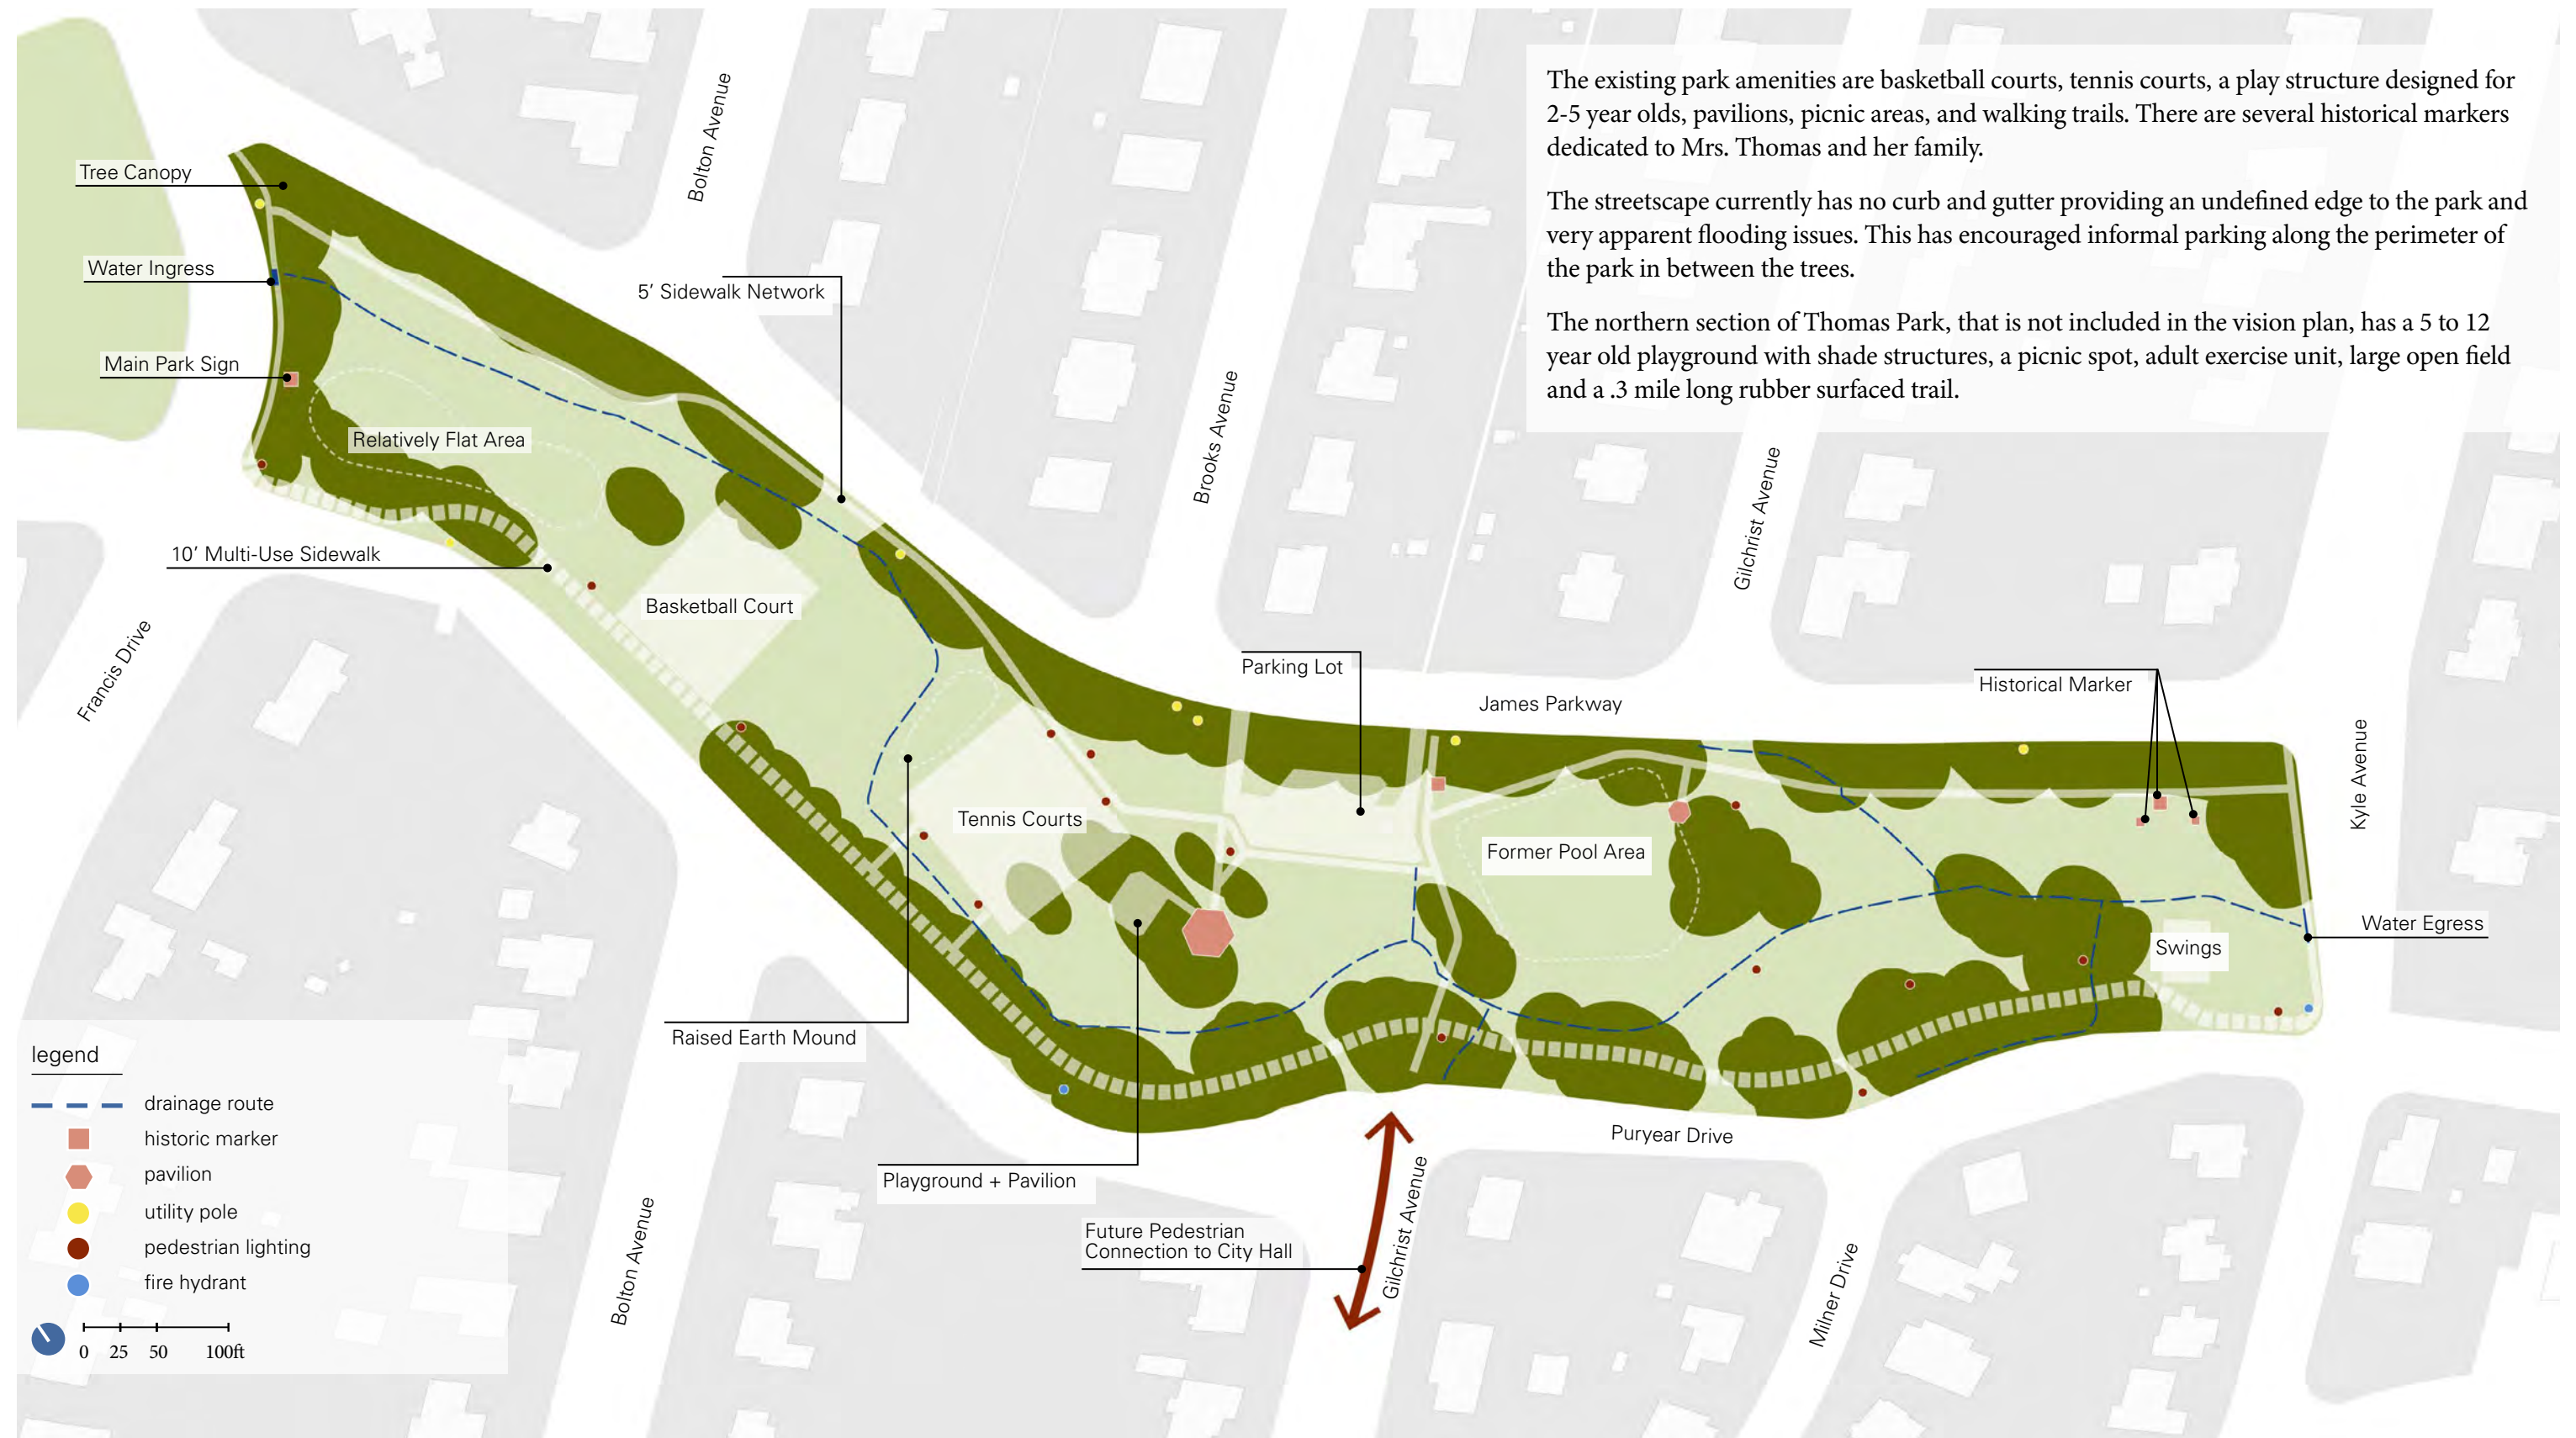 The existing park amenities are basketball courts, tennis courts, a play structure designed for
2-5 year olds, pavilions, picnic areas, and walking trails. There are several historical markers
dedicated to Mrs. Thomas and her family.
The streetscape currently has no curb and gutter providing an undefined edge to the park and
very apparent flooding issues. This has encouraged informal parking along the perimeter of
the park in between the trees.
The northern section of Thomas Park, that is not included in the vision plan, has a 5 to 12
year old playground with shade structures, a picnic spot, adult exercise unit, large open field
and a .3 mile long rubber surfaced trail.
Bolton Avenue
Tree Canopy
Water Ingress
5’ Sidewalk Network
Main Park Sign
Relatively Flat Area
Brooks Avenue
Gilchrist Avenue
10’ Multi-Use Sidewalk
Basketball Court
Francis Drive
Parking Lot
James Parkway
Historical Marker
Kyle Avenue
Tennis Courts
Former Pool Area
Water Egress
Swings
Raised Earth Mound
Puryear Drive
Playground + Pavilion
Future Pedestrian
Connection to City Hall
Gilchrist Avenue
Bolton Avenue
Milner Drive
legend
drainage route
historic marker
pavilion
utility pole
pedestrian lighting
fire hydrant
0 25 50 100ft